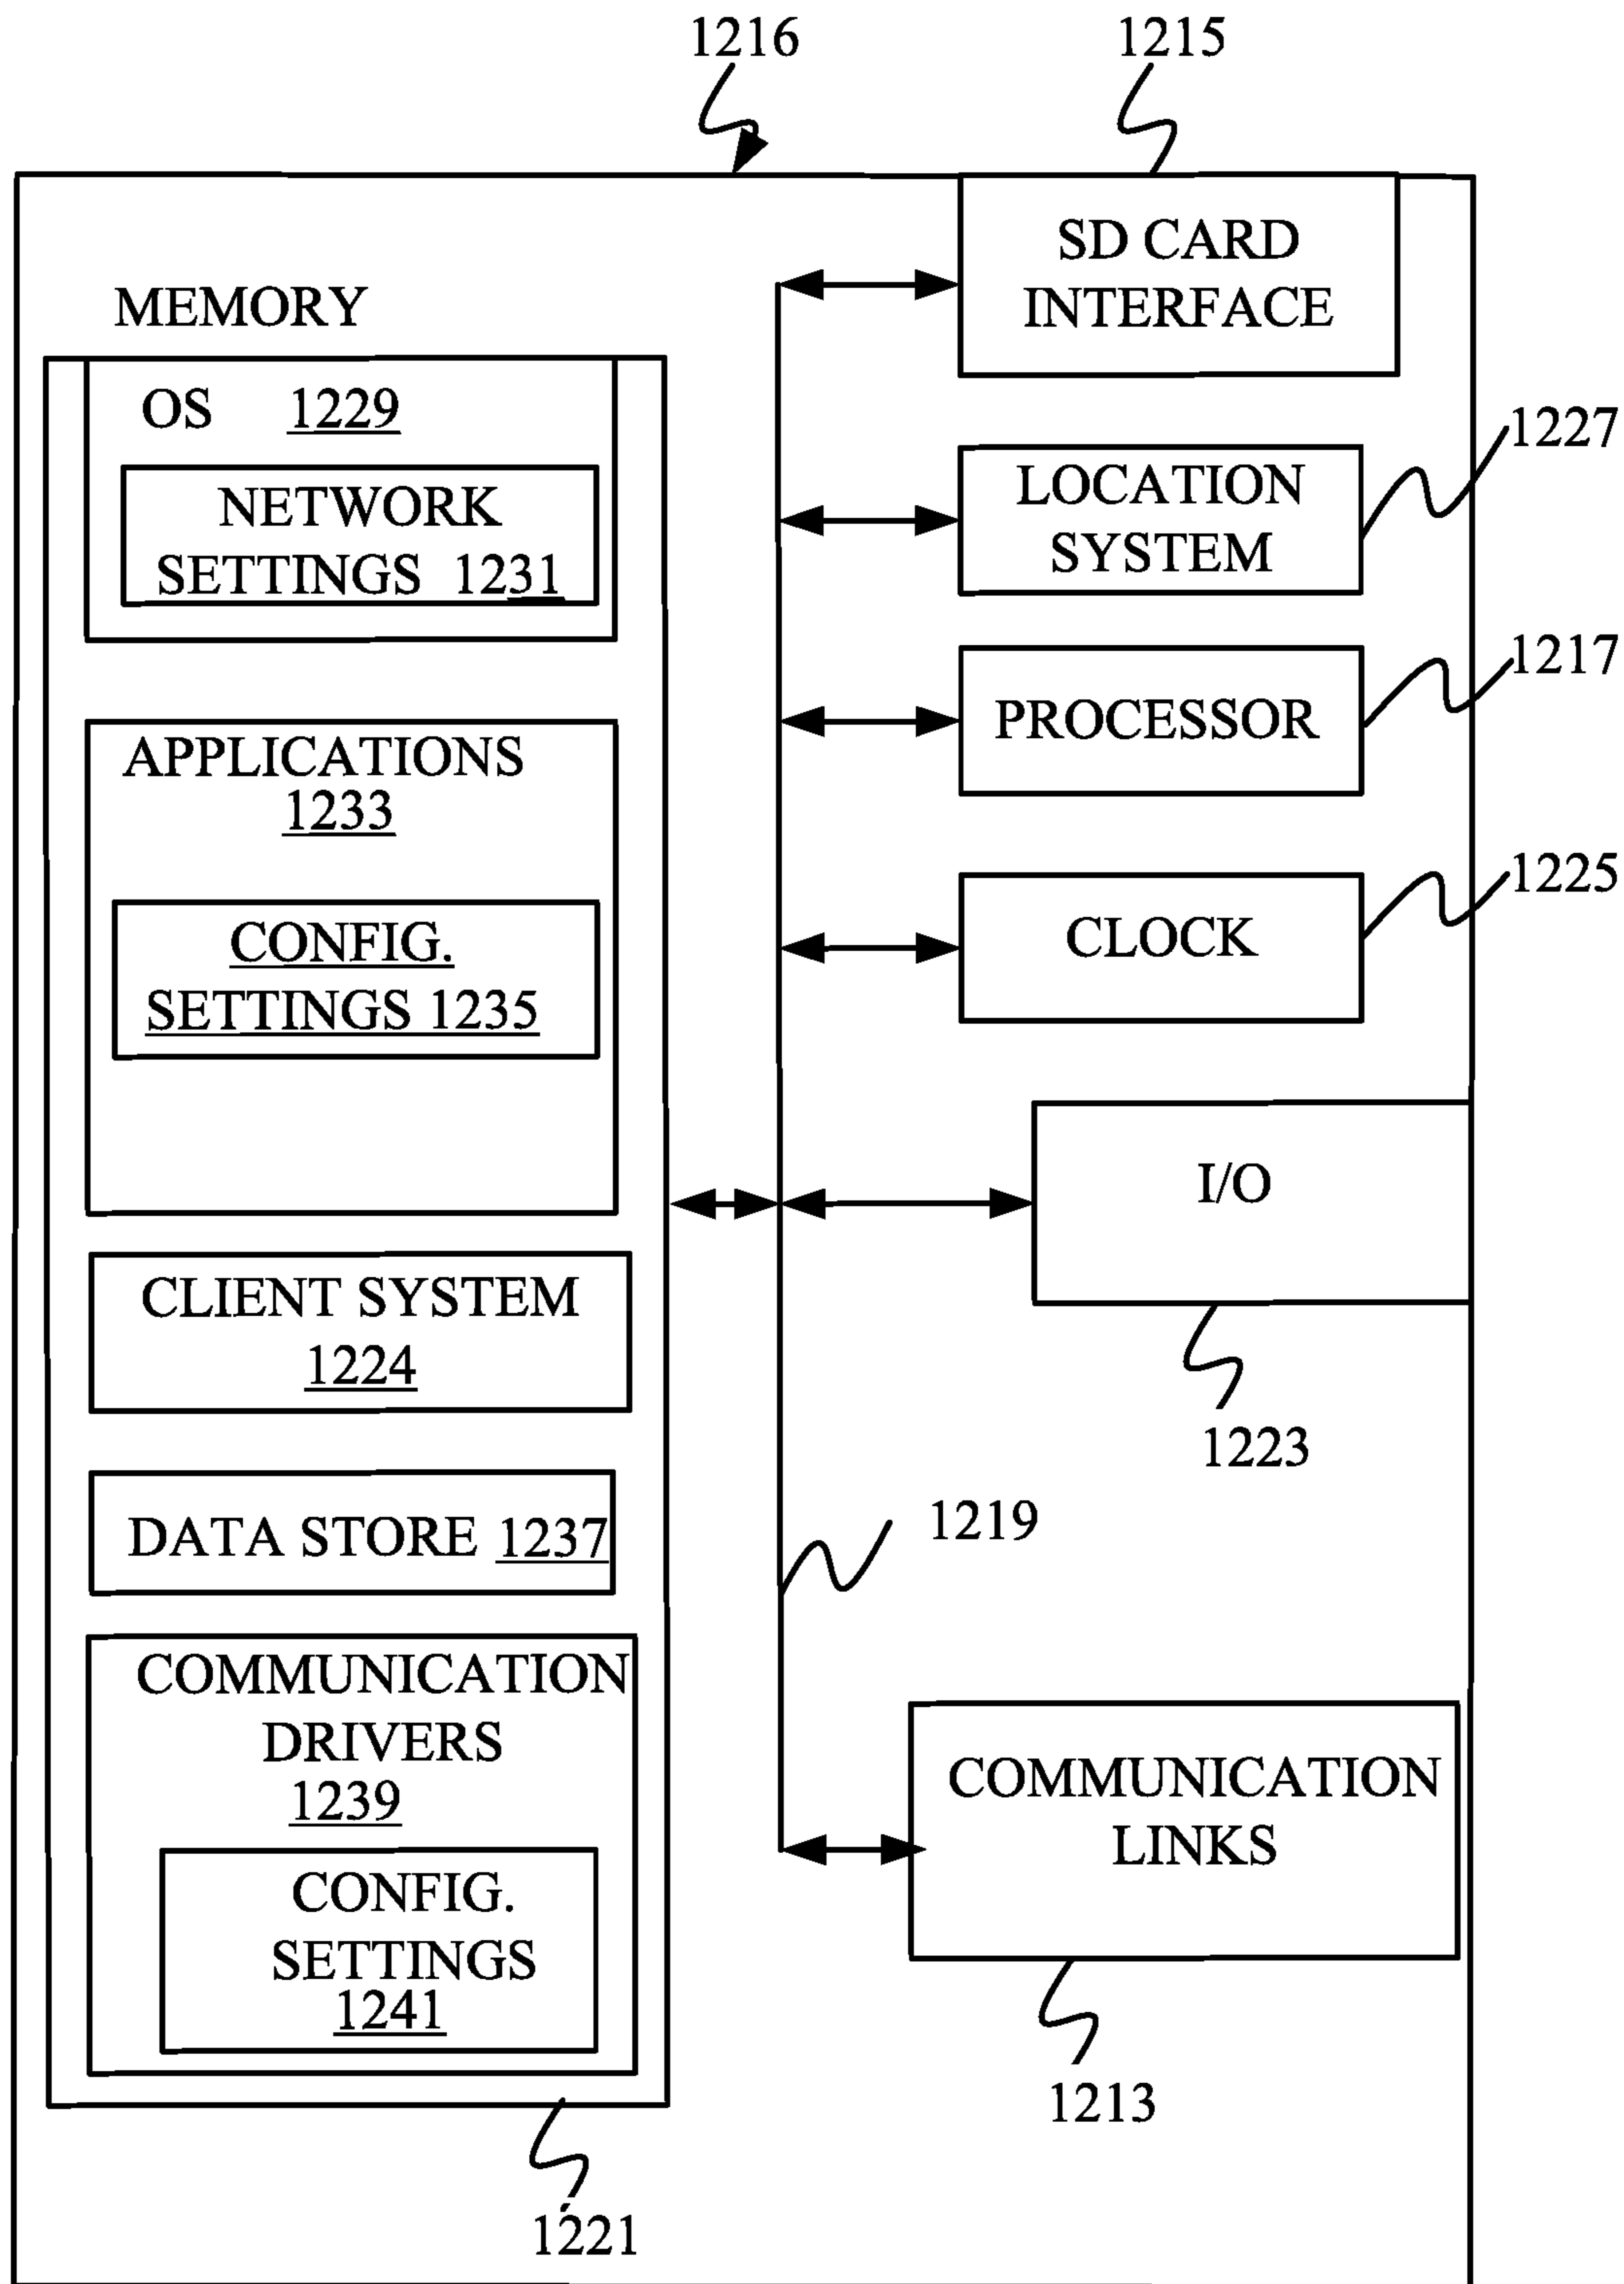 1216
1215
SD CARD
INTERFACE
MEMORY
OS 1229
NETWORK
SETTINGS 1231
1227
LOCATION
SYSTEM
1217
PROCESSOR
APPLICATIONS
1233
1225
CLOCK
CONFIG.
SETTINGS 1235
I/O
1223
CLIENT SYSTEM
1224
1219
DATA STORE 1237
COMMUNICATION
DRIVERS
1239
CONFIG.
SETTINGS
1241
COMMUNICATION
LINKS
1213
1221